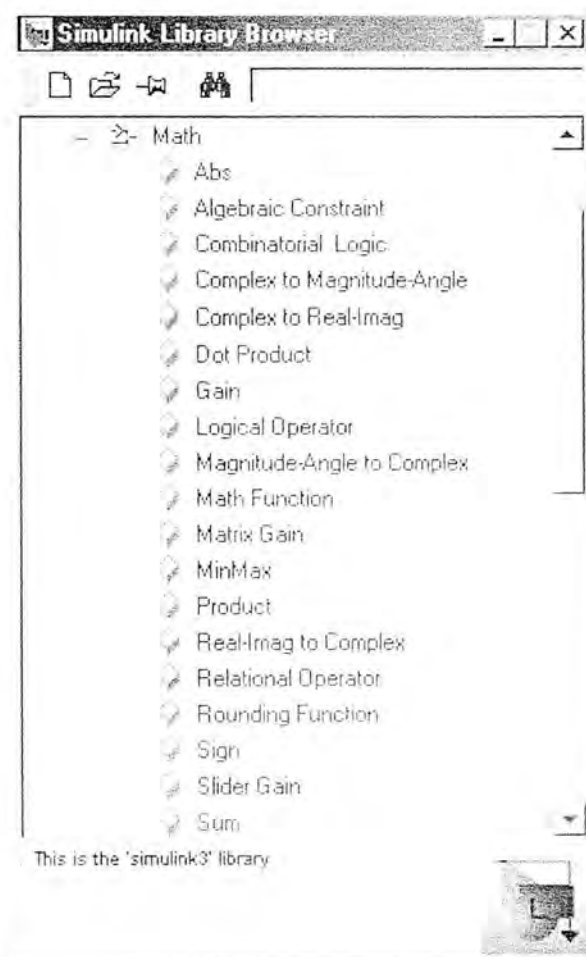 Simulink Library Browser
Math
Abs
Algebraic Constraint
Combinatorial Logic
Complex to Magnitude-Angle
Complex to Real-Imag
Dot Product
Gain
Logical Operator
Magnitude-Angle to Complex
Math Function
Matrix Gain
MinMax
Product
Real-Imag to Complex
Relational Operator
Rounding Function
Sign
Slider Gain
Sum
This is the 'simulink3' library